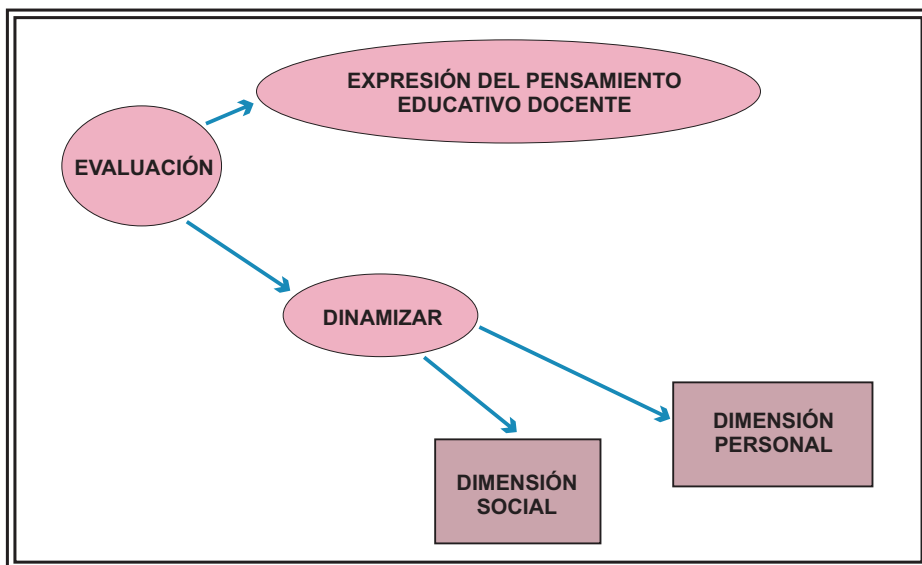 EXPRESIÓN DEL PENSAMIENTO
EDUCATIVO DOCENTE
EVALUACIÓN
DINAMIZAR
DIMENSIÓN
PERSONAL
DIMENSIÓN
SOCIAL